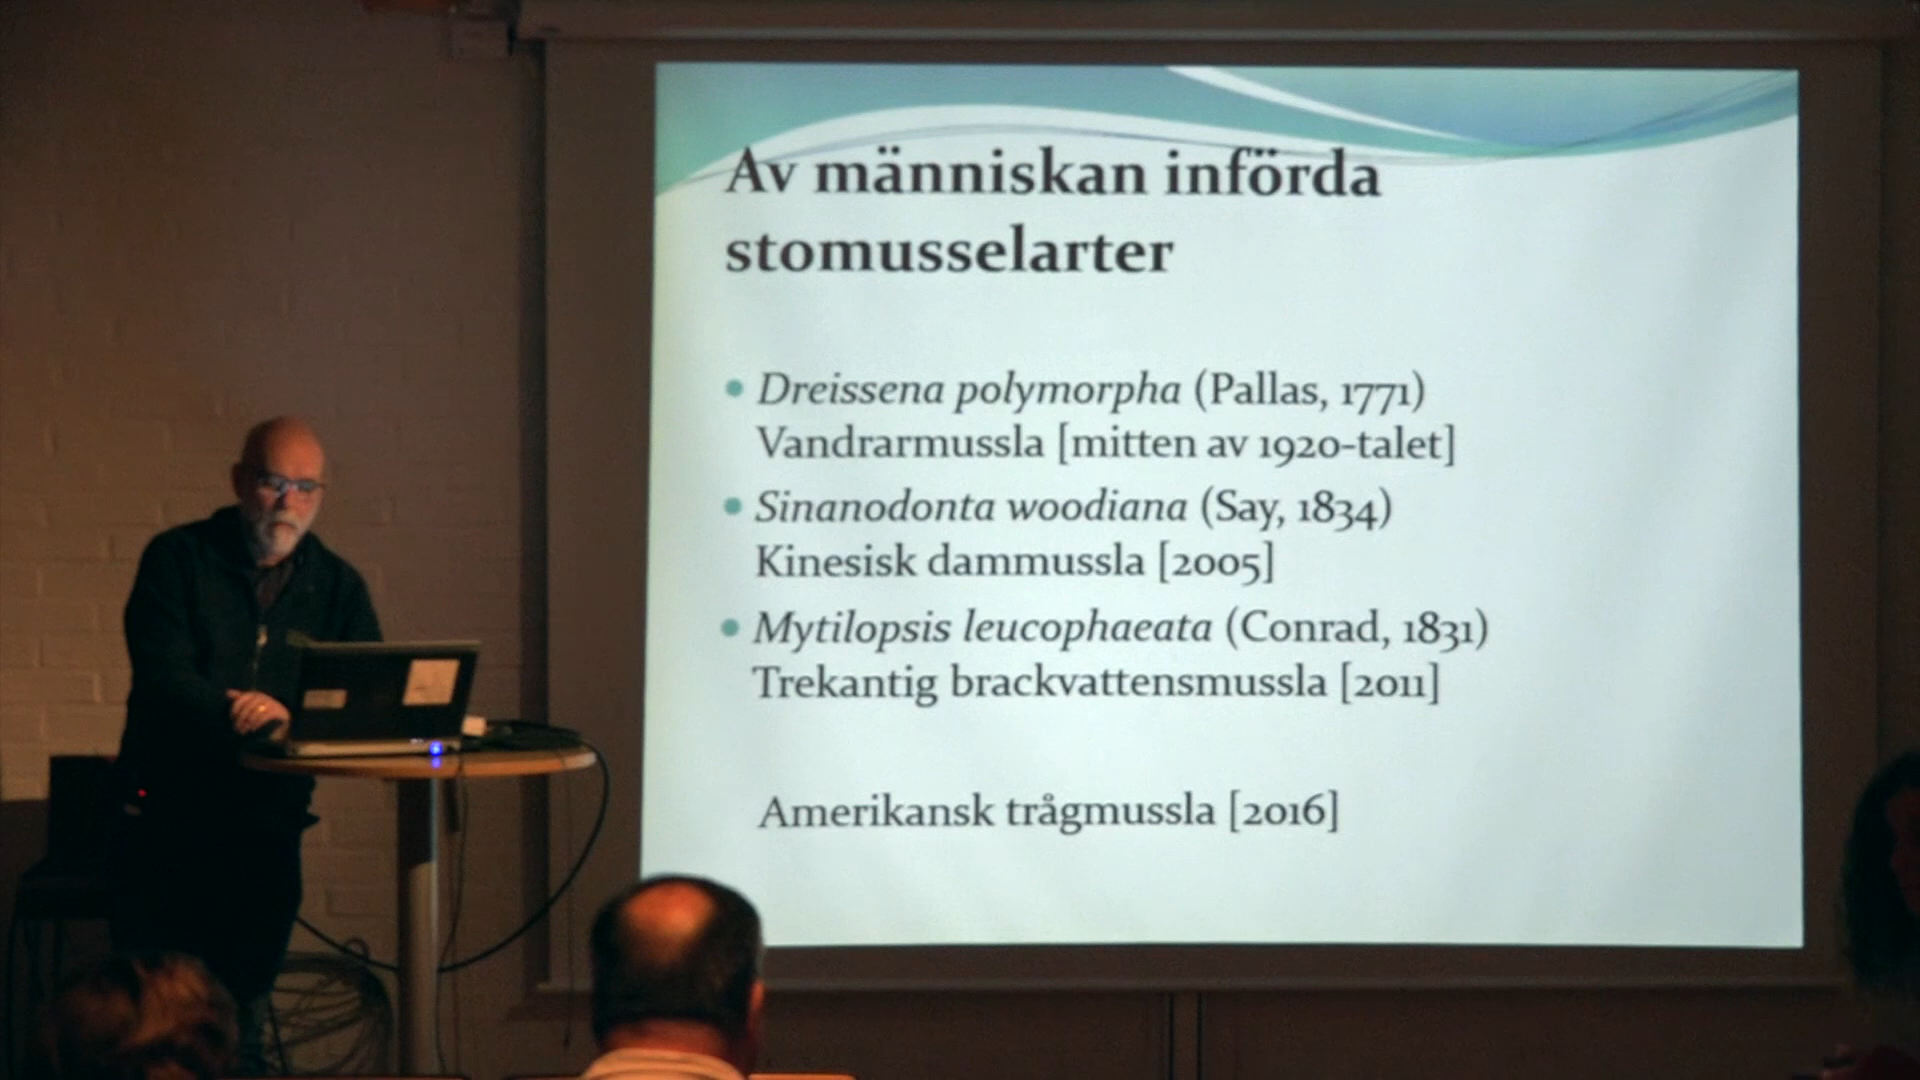 Av människan införda
stomusselarter
Dreissena polymorpha (Pallas, 1771)
Vandrarmussla [mitten av 1920-talet]
Sinanodonta woodiana (Say, 1834)
Kinesisk dammussla [2005]
Mytilopsis leucophaeata (Conrad, 1831)
Trekantig brackvattensmussla [2011]
Amerikansk trågmussla [2016]